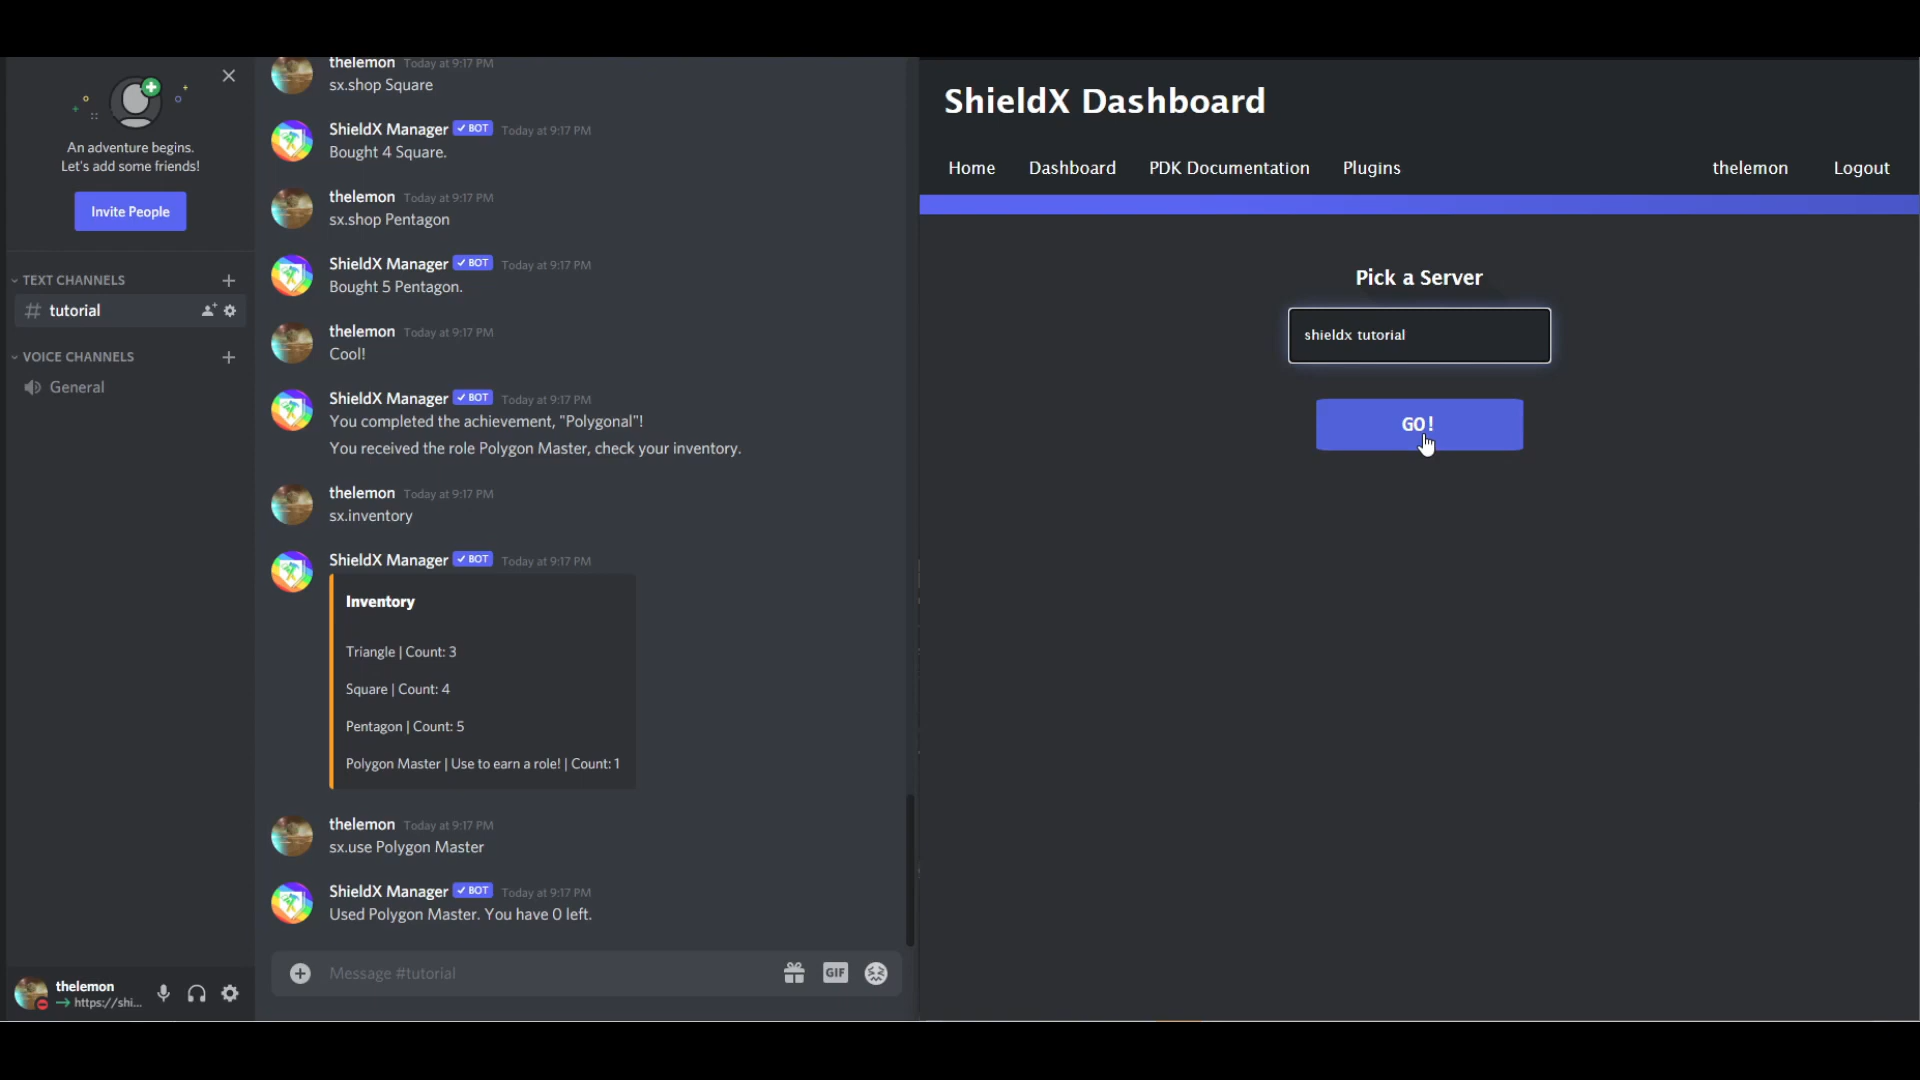 An adventure begins.
Let's add some friends!
Invite People
TEXT CHANNELS
tutorial
VOICE CHANNELS
General
thelemon
https://shi...
thelemon Today at 9:17 PM
sx.shop Square
ShieldX Manager ✓ BOT Today at 9:17 PM
Bought 4 Square.
thelemon Today at 9:17 PM
sx.shop Pentagon
ShieldX Manager ✓ BOT Today at 9:17 PM
Bought 5 Pentagon.
thelemon Today at 9:17 PM
Cool!
ShieldX Manager ✓ BOT Today at 9:17 PM
You completed the achievement, "Polygonal"!
You received the role Polygon Master, check your inventory.
thelemon Today at 9:17 PM
sx.inventory
ShieldX Manager ✓ BOT Today at 9:17 PM
Inventory
Triangle | Count: 3
Square | Count: 4
Pentagon | Count: 5
Polygon Master | Use to earn a role! | Count: 1
thelemon Today at 9:17 PM
sx.use Polygon Master
ShieldX Manager ✓ BOT Today at 9:17 PM
Used Polygon Master. You have 0 left.
Message #tutorial
GIF
ShieldX Dashboard
Home Dashboard PDK Documentation Plugins thelemon Logout
Pick a Server
shieldx tutorial
GO!